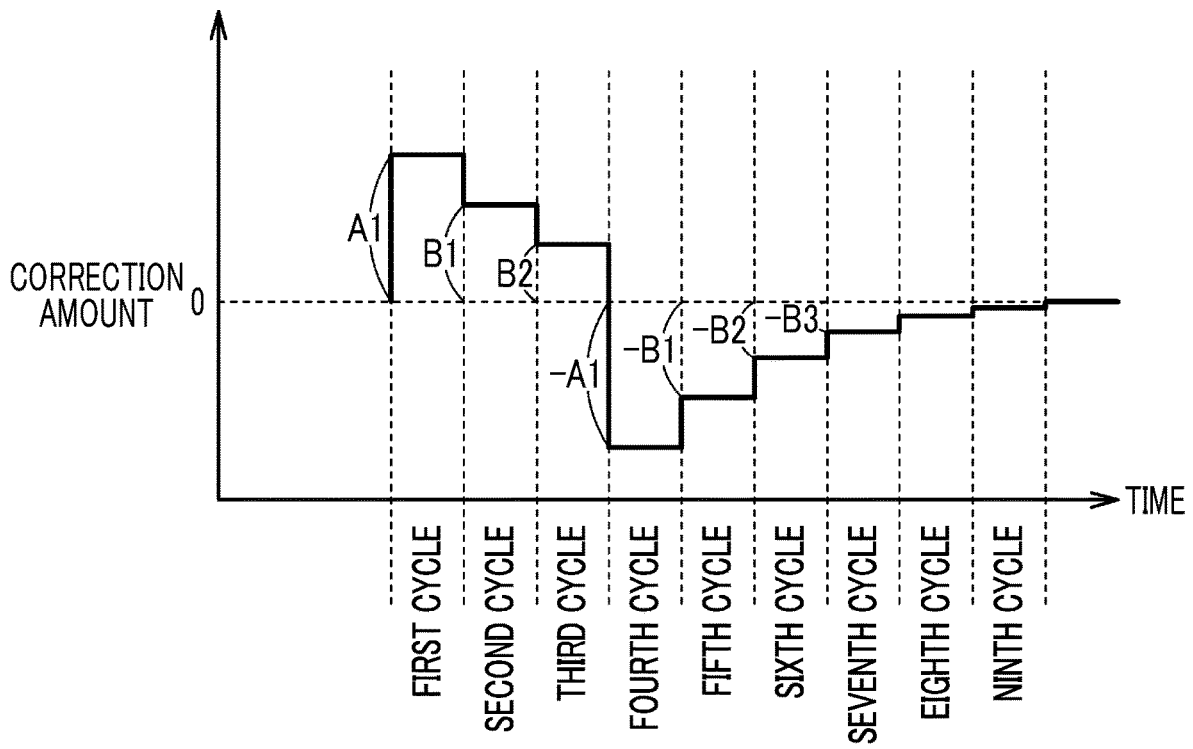 A1
B1
B2
CORRECTION
AMOUNT
0
-A1
-B1
-B2
-B3
TIME
FIRST CYCLE
SECOND CYCLE
THIRD CYCLE
FOURTH CYCLE
FIFTH CYCLE
SIXTH CYCLE
SEVENTH CYCLE
EIGHTH CYCLE
NINTH CYCLE